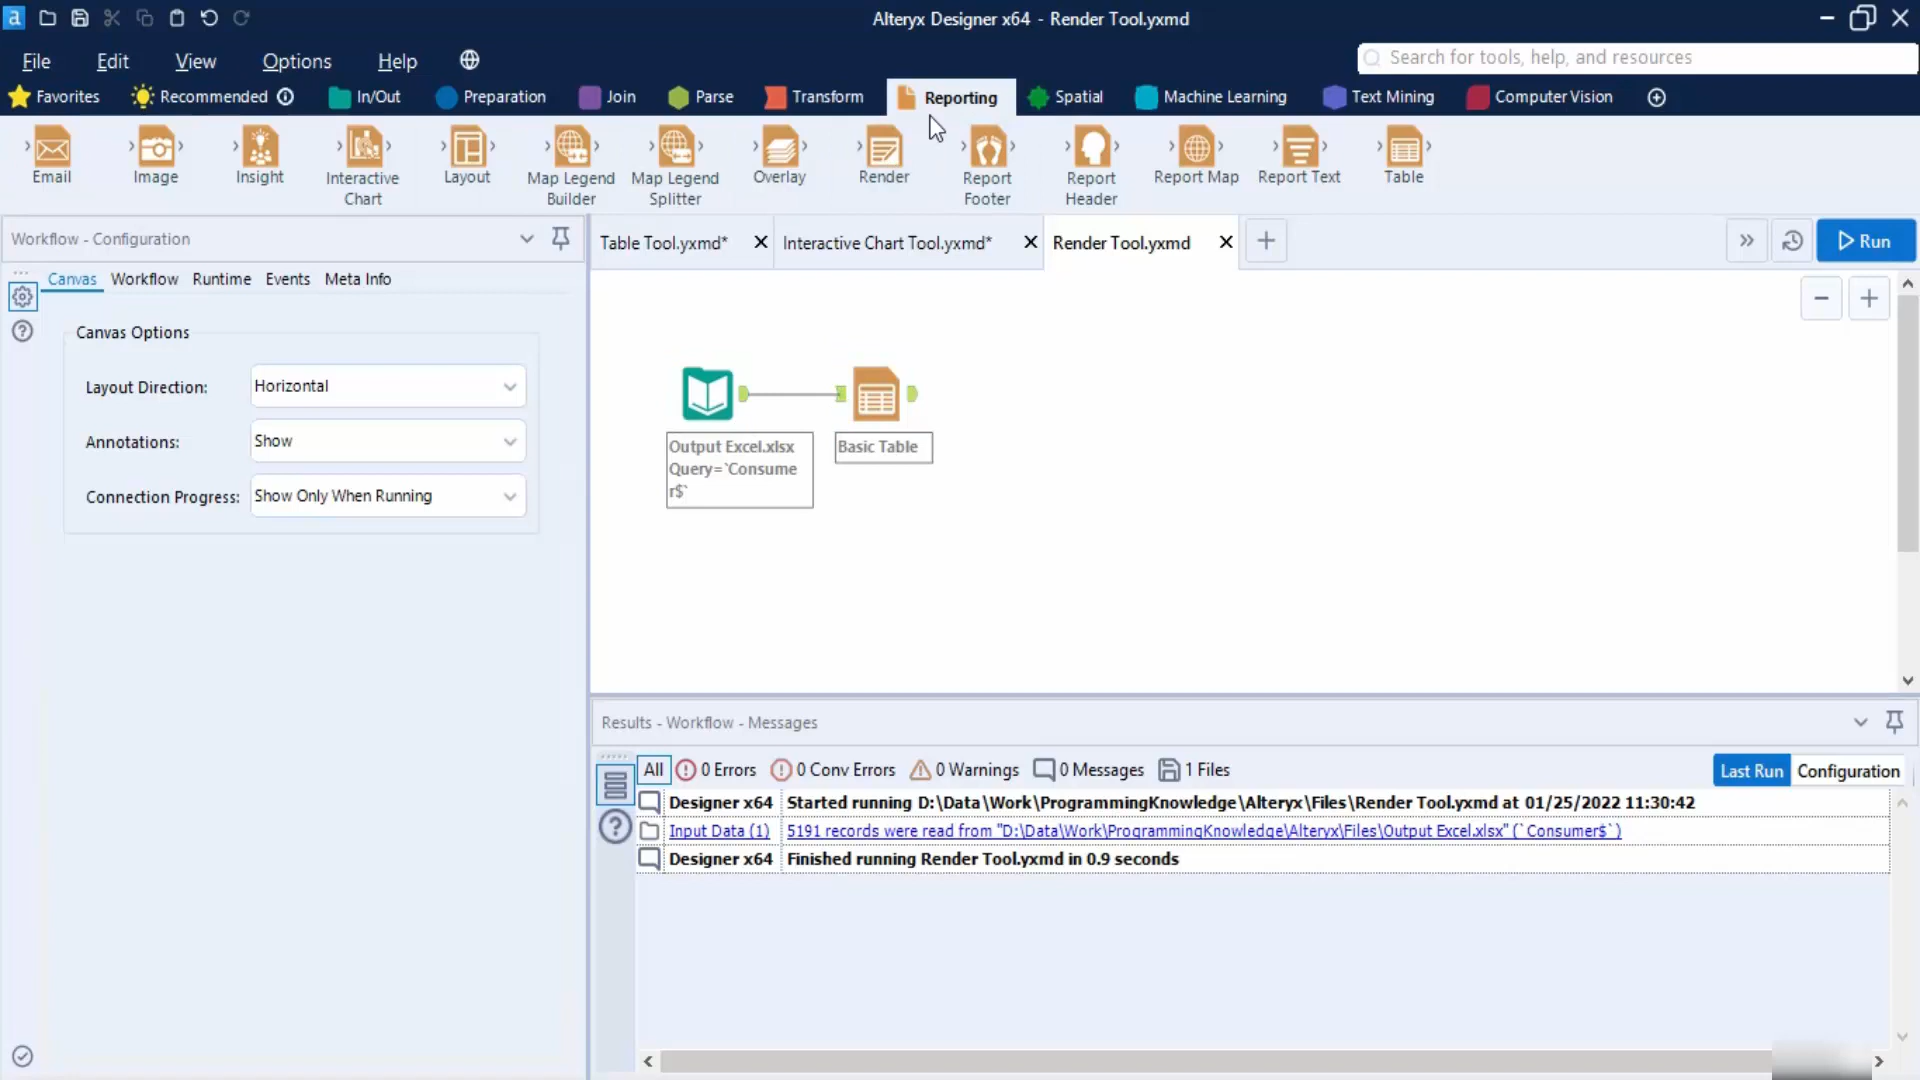 Alteryx Designer x64 - Render Tool.yxmd
File Edit View Options Help
Search for tools, help, and resources
Favorites Recommended In/Out Preparation Join Parse Transform Reporting Spatial Machine Learning Text Mining Computer Vision
Email Image Insight Interactive Chart Layout Map Legend Builder Map Legend Splitter Overlay Render Report Footer Report Header Report Map Report Text Table
Workflow - Configuration
Table Tool.yxmd* Interactive Chart Tool.yxmd* Render Tool.yxmd
Run
Canvas Workflow Runtime Events Meta Info
Canvas Options
Layout Direction: Horizontal
Annotations: Show
Connection Progress: Show Only When Running
Output Excel.xlsx
Query=`Consume
r$`
Basic Table
Results - Workflow - Messages
All 0 Errors 0 Conv Errors 0 Warnings 0 Messages 1 Files
Last Run Configuration
Designer x64 Started running D:\Data\Work\ProgrammingKnowledge\Alteryx\Files\Render Tool.yxmd at 01/25/2022 11:30:42
Input Data (1) 5191 records were read from "D:\Data\Work\ProgrammingKnowledge\Alteryx\Files\Output Excel.xlsx" (`Consumer$`)
Designer x64 Finished running Render Tool.yxmd in 0.9 seconds